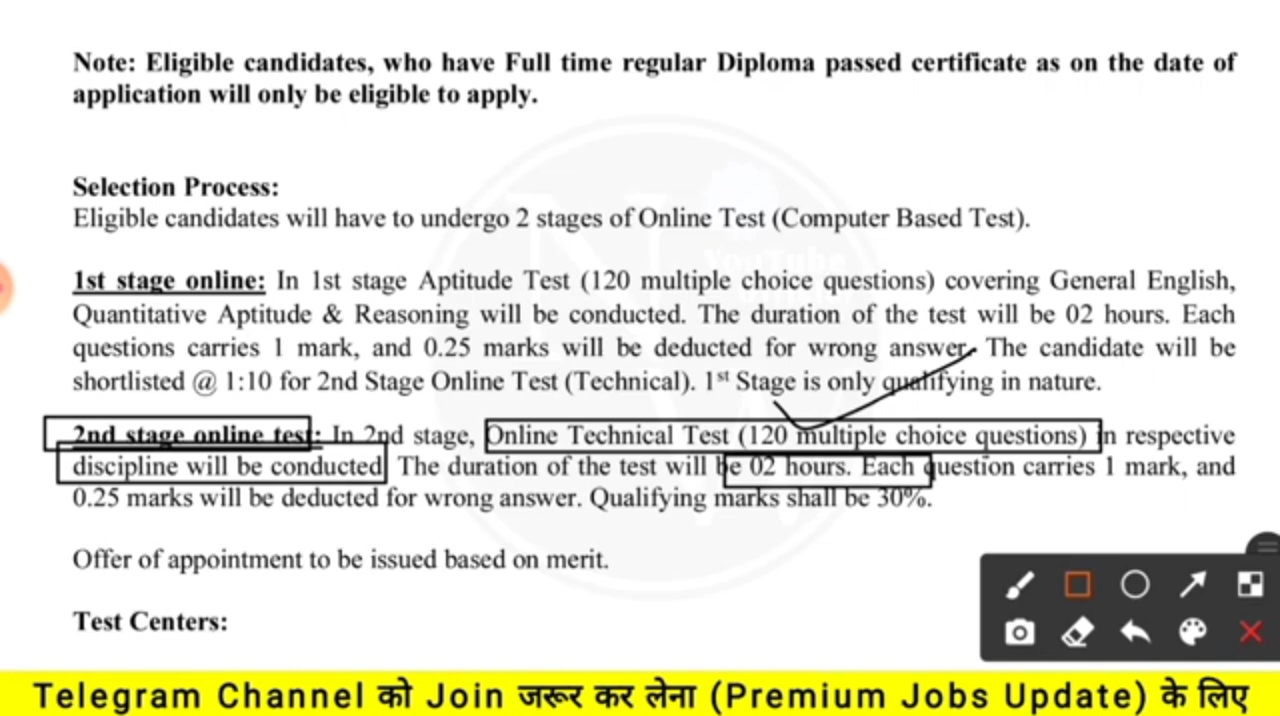 Note: Eligible candidates, who have Full time regular Diploma passed certificate as on the date of
application will only be eligible to apply.
Selection Process:
Eligible candidates will have to undergo 2 stages of Online Test (Computer Based Test).
1st stage online: In 1st stage Aptitude Test (120 multiple choice questions) covering General English,
Quantitative Aptitude & Reasoning will be conducted. The duration of the test will be 02 hours. Each
questions carries 1 mark, and 0.25 marks will be deducted for wrong answer. The candidate will be
shortlisted @ 1:10 for 2nd Stage Online Test (Technical). 1st Stage is only qualifying in nature.
2nd stage online test: In 2nd stage, Online Technical Test (120 multiple choice questions) in respective
discipline will be conducted. The duration of the test will be 02 hours. Each question carries 1 mark, and
0.25 marks will be deducted for wrong answer. Qualifying marks shall be 30%.
Offer of appointment to be issued based on merit.
Test Centers:
Telegram Channel को Join जरूर कर लेना (Premium Jobs Update) के लिए